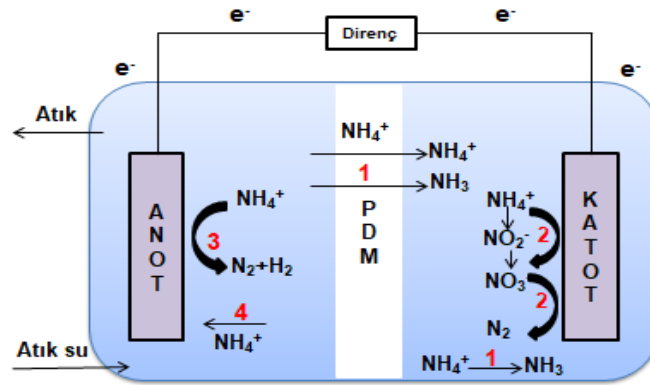 e⁻
e⁻
Direnç
e⁻
e⁻
Atık
NH₄⁺
NH₄⁺
1
NH₃
ANOT
NH₄⁺
3
N₂+H₂
4
NH₄⁺
PDM
NH₄⁺
2
NO₂⁻
NO₃
2
N₂
KATOT
Atık su
NH₄⁺
1
NH₃